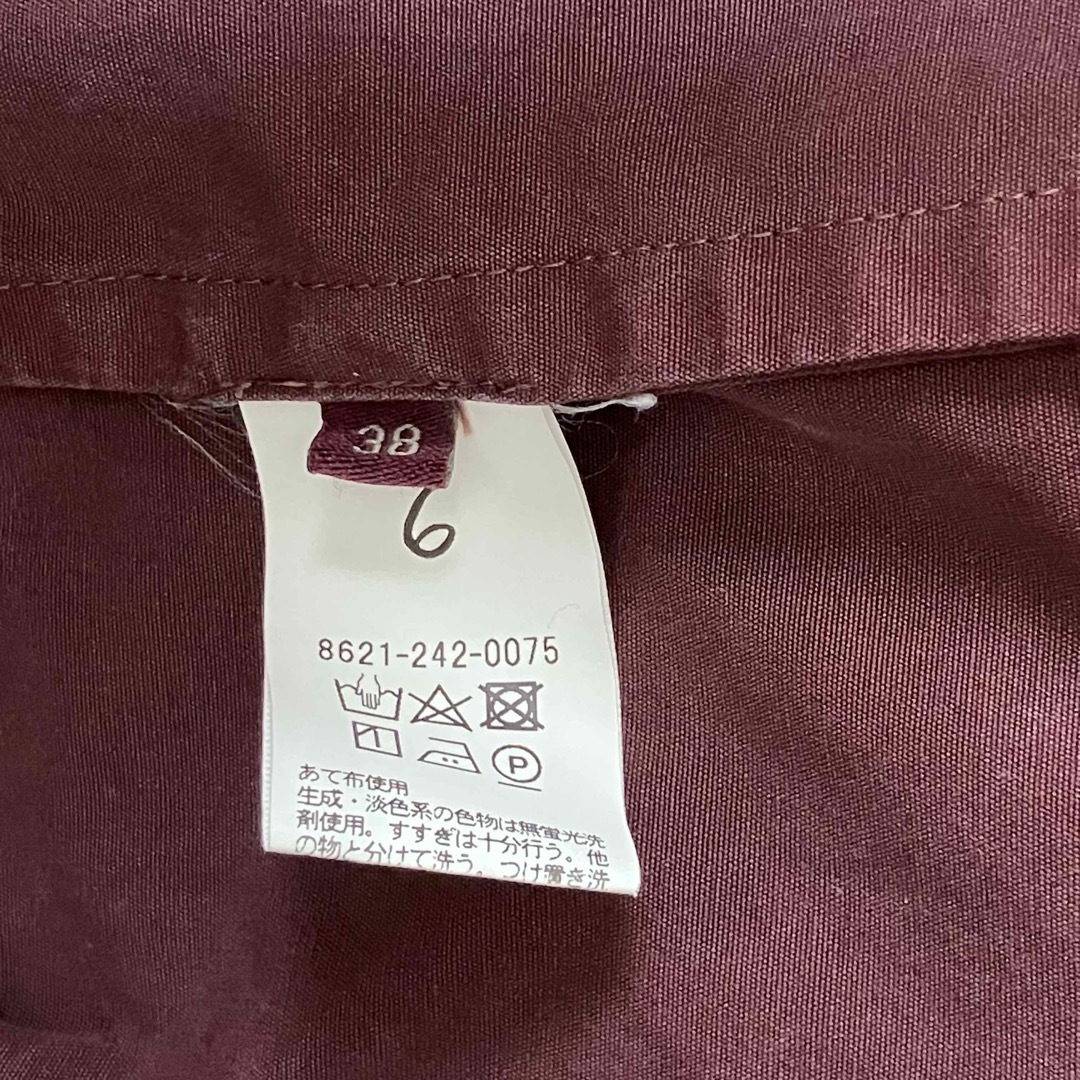 38
6
8621-242-0075
P
あて布使用
生成・淡色系の色物は無蛍光洗
剤使用。すすぎは十分行う。他
の物と分けて洗う。つけ置き洗